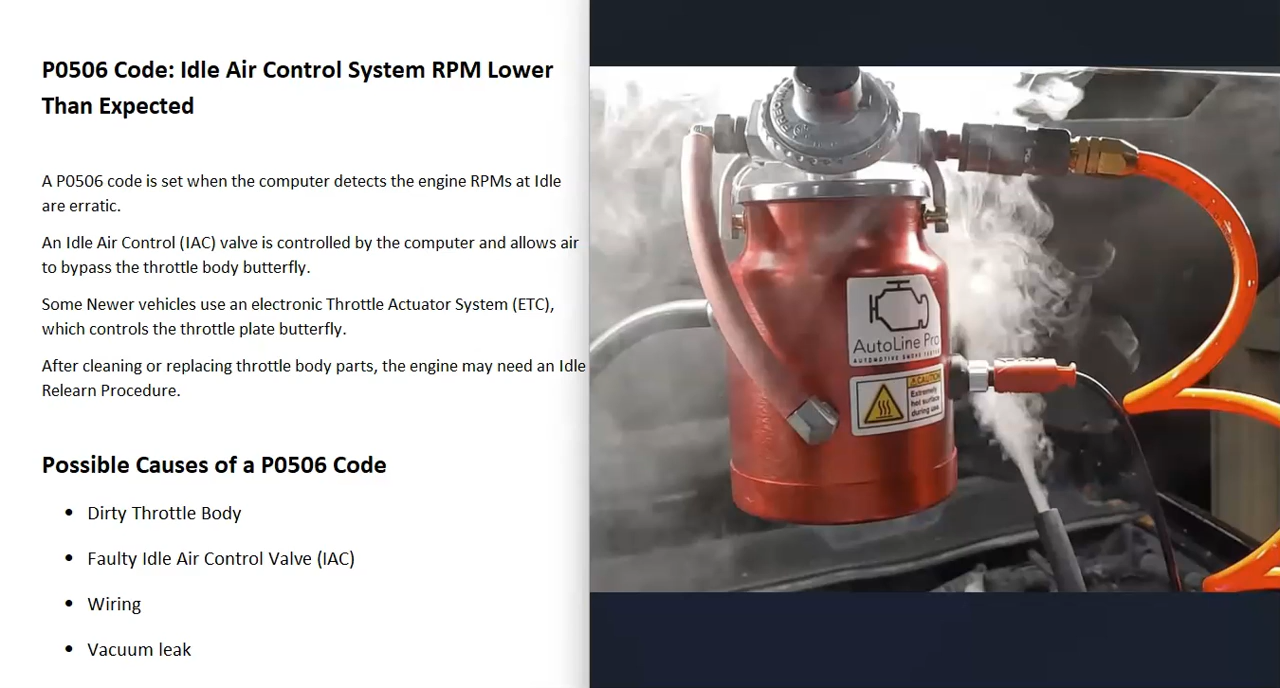 P0506 Code: Idle Air Control System RPM Lower
Than Expected
A P0506 code is set when the computer detects the engine RPMs at Idle
are erratic.
An Idle Air Control (IAC) valve is controlled by the computer and allows air
to bypass the throttle body butterfly.
Some Newer vehicles use an electronic Throttle Actuator System (ETC),
which controls the throttle plate butterfly.
After cleaning or replacing throttle body parts, the engine may need an Idle
Relearn Procedure.
Possible Causes of a P0506 Code
Dirty Throttle Body
Faulty Idle Air Control Valve (IAC)
Wiring
Vacuum leak
AutoLine Pro
AUTOMOTIVE SMOKE TESTER
CAUTION
Extremely
hot surface
during use